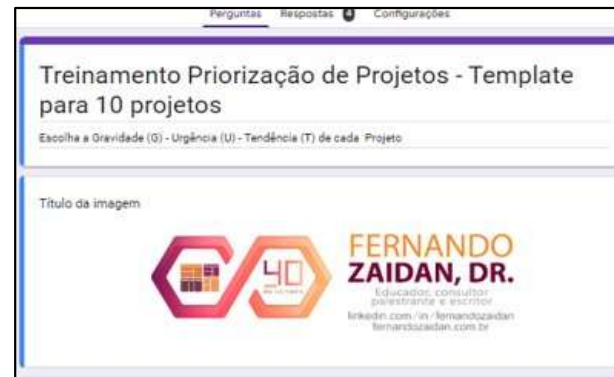 Perguntas Respostas 4 Configurações
Treinamento Priorização de Projetos - Template
para 10 projetos
Escolha a Gravidade (G) - Urgência (U) - Tendência (T) de cada Projeto
Título da imagem
40
FERNANDO
ZAIDAN, DR.
Educador, consultor
palestrante e escritor
linkedin.com/in/fernandozaidan
fernandozaidan.com.br